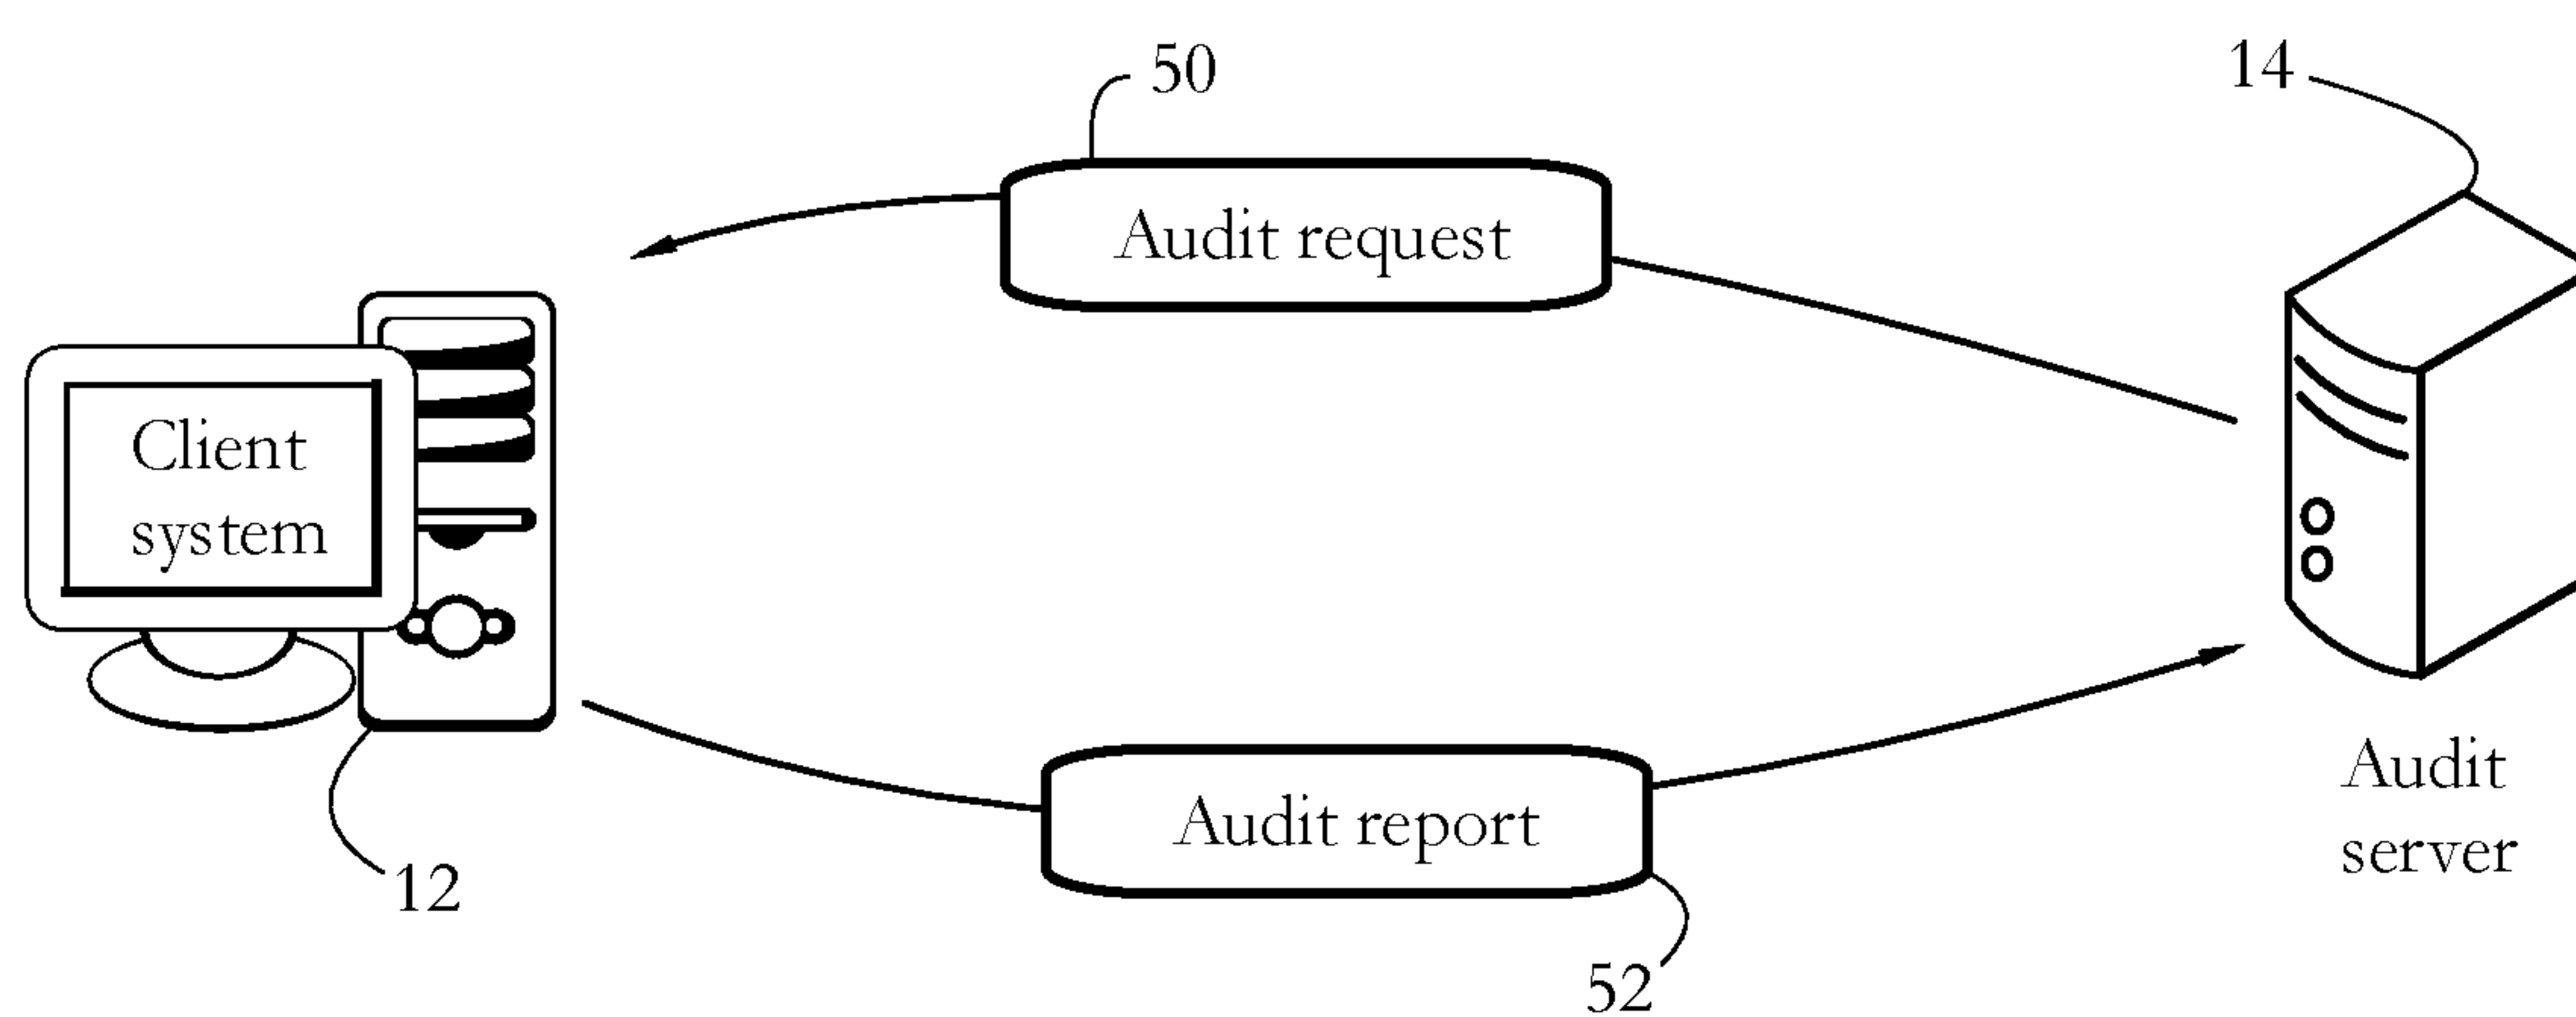 50
14
Audit request
Client
system
Audit
server
Audit report
12
52